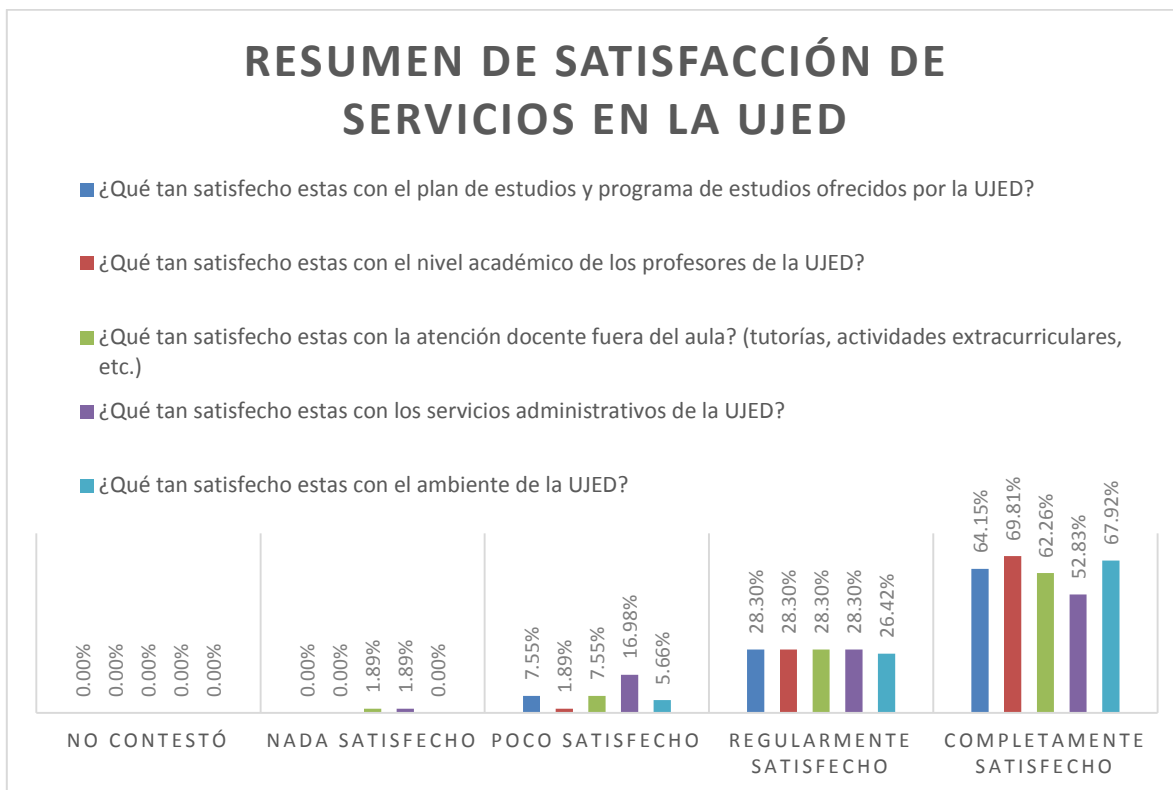 RESUMEN DE SATISFACCIÓN DE
SERVICIOS EN LA UJED
¿Qué tan satisfecho estas con el plan de estudios y programa de estudios ofrecidos por la UJED?
¿Qué tan satisfecho estas con el nivel académico de los profesores de la UJED?
¿Qué tan satisfecho estas con la atención docente fuera del aula? (tutorías, actividades extracurriculares,
etc.)
¿Qué tan satisfecho estas con los servicios administrativos de la UJED?
¿Qué tan satisfecho estas con el ambiente de la UJED?
0.00%
0.00%
0.00%
0.00%
0.00%
0.00%
0.00%
1.89%
1.89%
0.00%
7.55%
1.89%
7.55%
16.98%
5.66%
28.30%
28.30%
28.30%
28.30%
26.42%
64.15%
69.81%
62.26%
52.83%
67.92%
NO CONTESTÓ
NADA SATISFECHO
POCO SATISFECHO
REGULARMENTE
SATISFECHO
COMPLETAMENTE
SATISFECHO